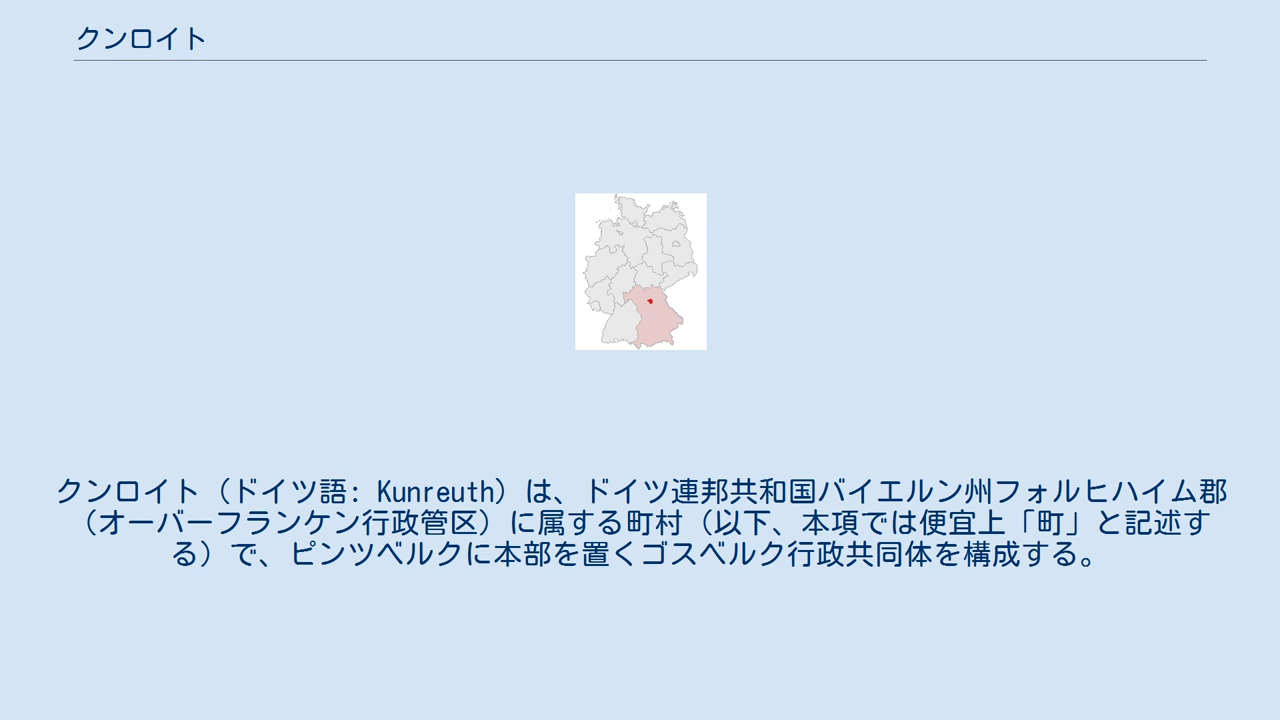 クンロイト
クンロイト（ドイツ語: Kunreuth）は、ドイツ連邦共和国バイエルン州フォルヒハイム郡
（オーバーフランケン行政管区）に属する町村（以下、本項では便宜上「町」と記述す
る）で、ピンツベルクに本部を置くゴスベルク行政共同体を構成する。